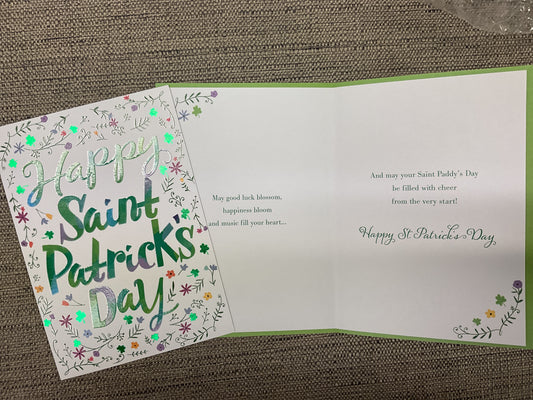 Happy
Saint
Patrick's
Day
May good luck blossom,
happiness bloom
and music fill your heart...
And may your Saint Paddy's Day
be filled with cheer
from the very start!
Happy St Patrick's Day